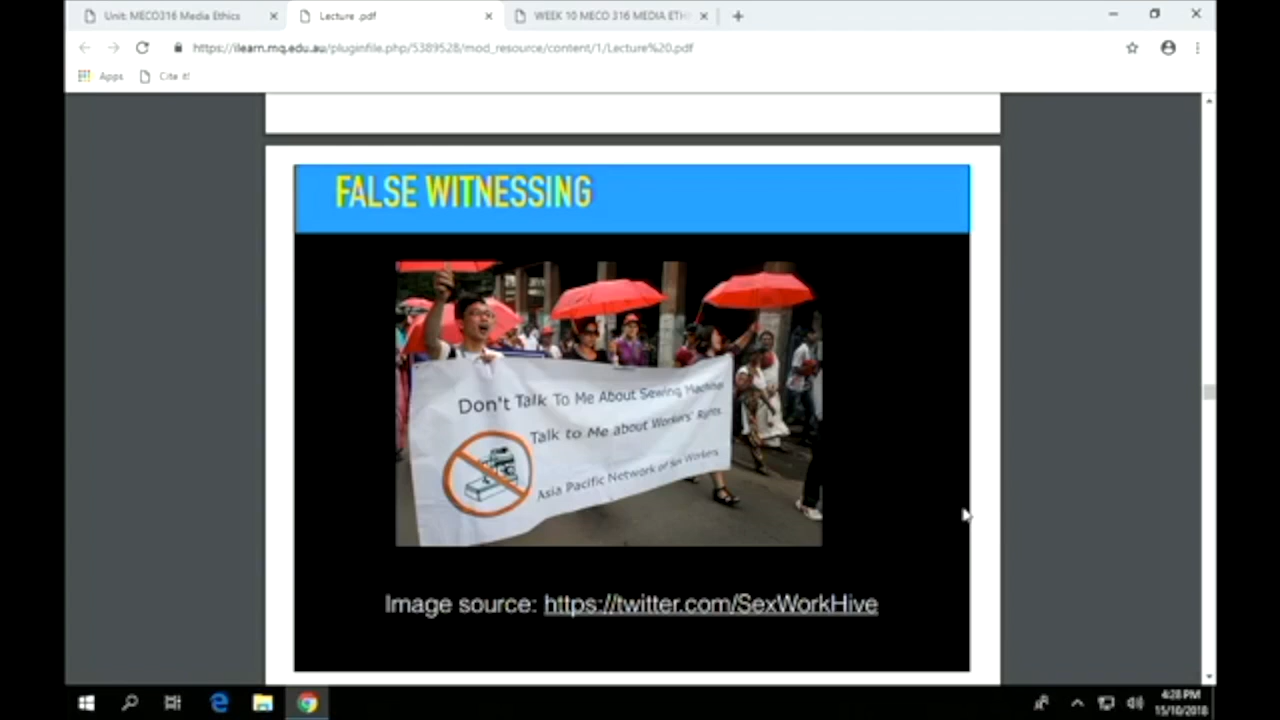 Unit: MECO316 Media Ethics
Lecture .pdf
WEEK 10 MECO 316 MEDIA ETH
https://ilearn.mq.edu.au/pluginfile.php/5389528/mod_resource/content/1/Lecture%20.pdf
Apps
Cite it!
FALSE WITNESSING
Don't Talk To Me About Sewing Machines
Talk to Me about Workers' Rights
Asia Pacific Network of Sex Workers
Image source: https://twitter.com/SexWorkHive
4:28 PM
15/10/2018